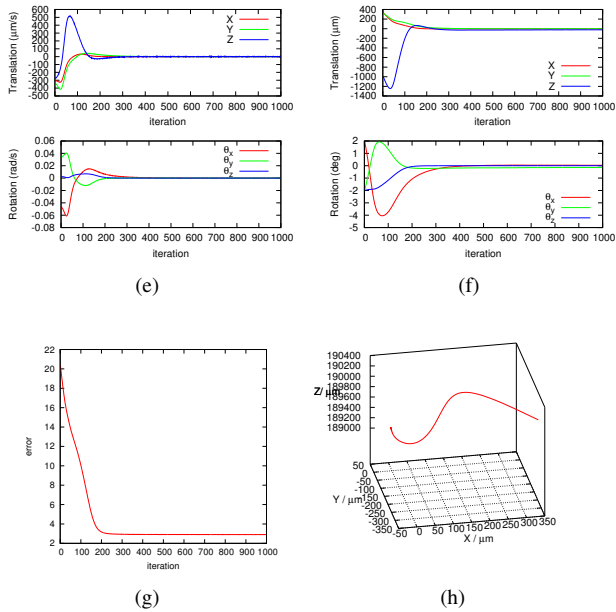 600
500
400
300
200
100
0
-100
-200
-300
-400
-500
Translation (μm/s)
X
Y
Z
0 100 200 300 400 500 600 700 800 900 1000
iteration
400
200
0
-200
-400
-600
-800
-1000
-1200
-1400
Translation (μm)
X
Y
Z
0 100 200 300 400 500 600 700 800 900 1000
iteration
0.06
0.04
0.02
0
-0.02
-0.04
-0.06
-0.08
Rotation (rad/s)
θx
θy
θz
0 100 200 300 400 500 600 700 800 900 1000
iteration
2
1
0
-1
-2
-3
-4
-5
Rotation (deg)
θx
θy
θz
0 100 200 300 400 500 600 700 800 900 1000
iteration
(e)
(f)
22
20
18
16
14
12
10
8
6
4
2
error
0 100 200 300 400 500 600 700 800 900 1000
iteration
190400
190000
189800
189600
189400
189200
189000
Z/ μm
50
0
-50
-100
-150
-200
-250
-300
-350
Y / μm
-50 0 50 100 150 200 250 300 350
X / μm
(g)
(h)